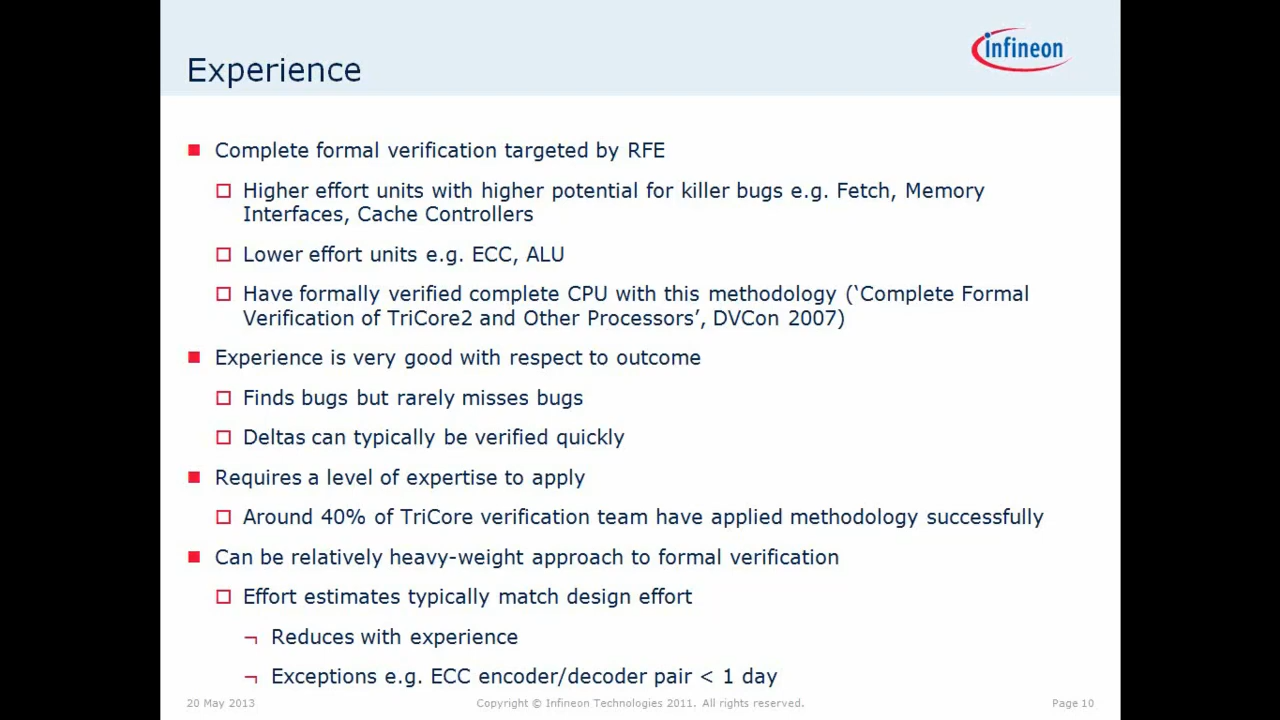 Experience
infineon
Complete formal verification targeted by RFE
Higher effort units with higher potential for killer bugs e.g. Fetch, Memory
Interfaces, Cache Controllers
Lower effort units e.g. ECC, ALU
Have formally verified complete CPU with this methodology (‘Complete Formal
Verification of TriCore2 and Other Processors’, DVCon 2007)
Experience is very good with respect to outcome
Finds bugs but rarely misses bugs
Deltas can typically be verified quickly
Requires a level of expertise to apply
Around 40% of TriCore verification team have applied methodology successfully
Can be relatively heavy-weight approach to formal verification
Effort estimates typically match design effort
Reduces with experience
Exceptions e.g. ECC encoder/decoder pair < 1 day
20 May 2013 Copyright © Infineon Technologies 2011. All rights reserved. Page 10